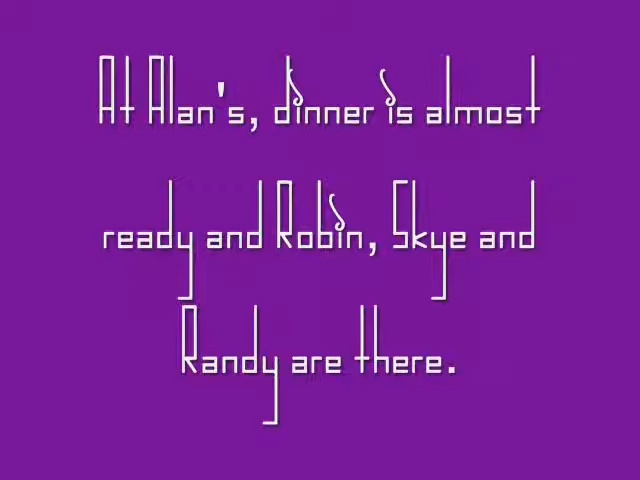 At Alan's, dinner is almost
ready and Robin, Skye and
Randy are there.